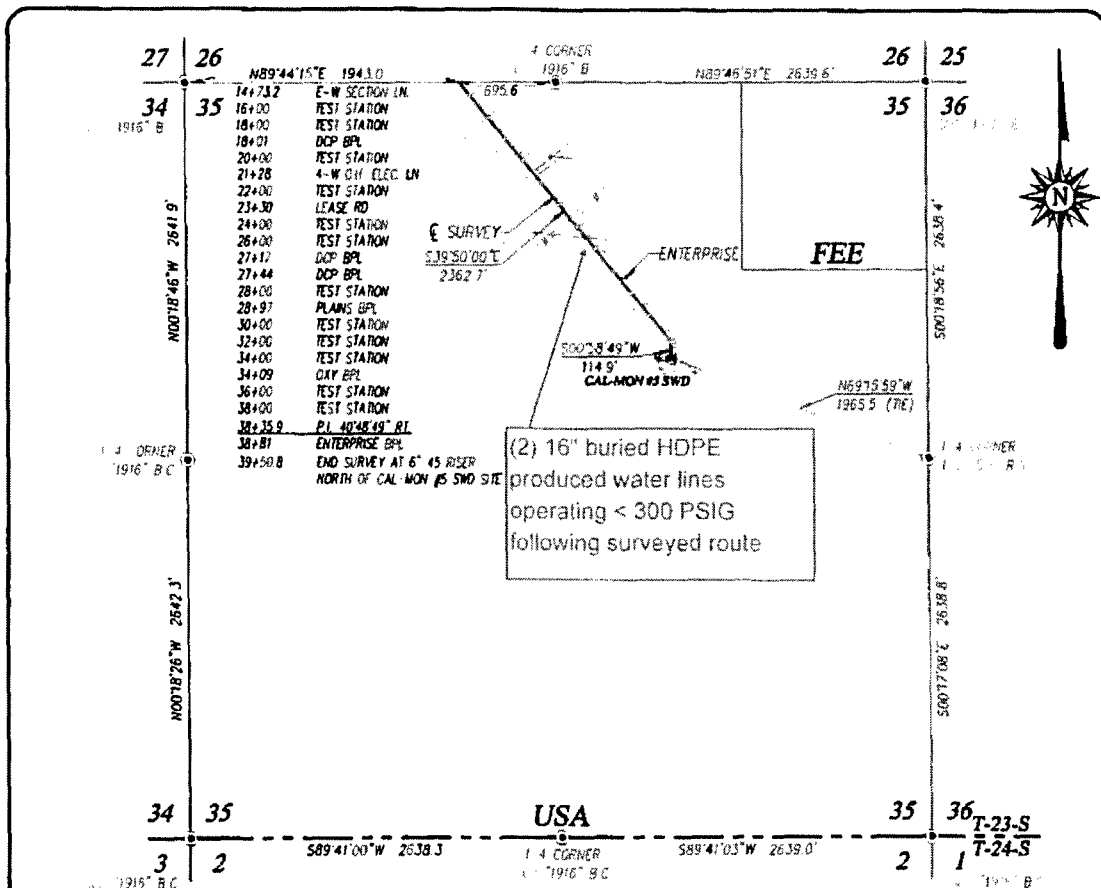 27 26
4 CORNER
1916" B
26 25
N89°44'15"E 1943.0
695.6
N89°46'51"E 2639.6'
34 35
1916" B
35 36
14+73.2 E-W SECTION LN.
16+00 TEST STATION
18+00 TEST STATION
18+01 DCP BPL
20+00 TEST STATION
21+28 4-W O/H ELEC. LN
22+00 TEST STATION
23+30 LEASE RD
24+00 TEST STATION
26+00 TEST STATION
27+17 DCP BPL
27+44 DCP BPL
28+00 TEST STATION
28+97 PLAINS BPL
30+00 TEST STATION
32+00 TEST STATION
34+00 TEST STATION
34+09 OXY BPL
36+00 TEST STATION
38+00 TEST STATION
38+35.9 P.I. 40°48'49" RT.
38+81 ENTERPRISE BPL
39+50.8 END SURVEY AT 6" 45 RISER
NORTH OF CAL-MON #5 SWD SITE
N
N00°18'46"W 2641.9'
℄ SURVEY
S39°50'00"E
2362.7'
ENTERPRISE
FEE
S00°18'56"E 2638.4'
49"W
114.9'
CAL-MON #5 SWD
N69°15'59"W
1965.5 (TIE)
"1916" B.C
(2) 16" buried HDPE
produced water lines
operating < 300 PSIG
following surveyed route
N00°18'26"W 2642.3'
S00°17'08"E 2638.8'
34 35
USA
35 36
T-23-S
T-24-S
S89°41'00"W 2638.3
1 4 CORNER
"1916" B.C
S89°41'03"W 2639.0'
3 2
2 1
"1916" B.C